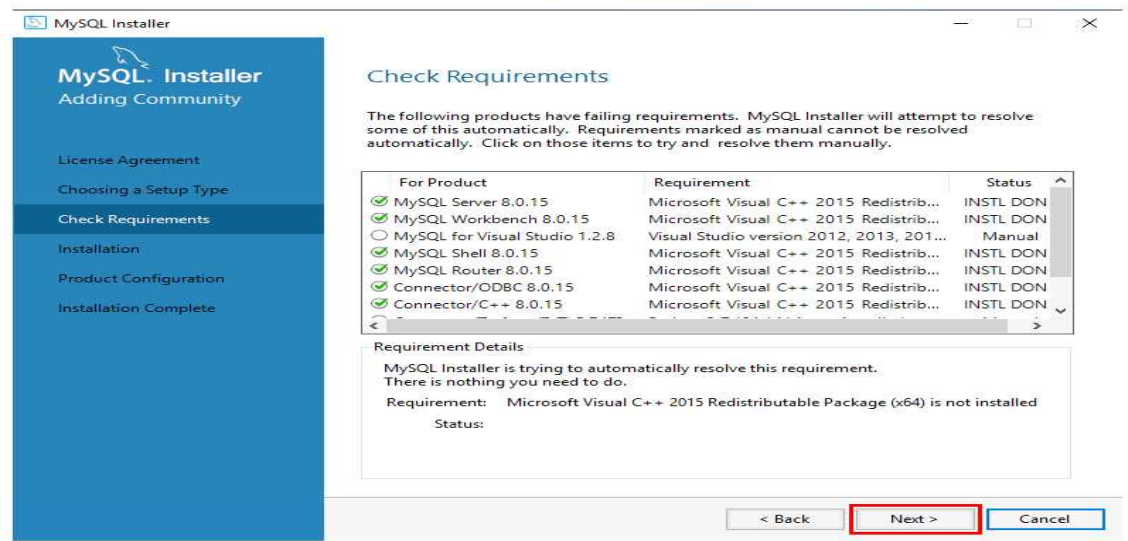 MySQL Installer
MySQL. Installer
Adding Community
License Agreement
Choosing a Setup Type
Check Requirements
Installation
Product Configuration
Installation Complete
Check Requirements
The following products have failing requirements. MySQL Installer will attempt to resolve
some of this automatically. Requirements marked as manual cannot be resolved
automatically. Click on those items to try and resolve them manually.
For Product Requirement Status
MySQL Server 8.0.15 Microsoft Visual C++ 2015 Redistrib... INSTL DON
MySQL Workbench 8.0.15 Microsoft Visual C++ 2015 Redistrib... INSTL DON
MySQL for Visual Studio 1.2.8 Visual Studio version 2012, 2013, 201... Manual
MySQL Shell 8.0.15 Microsoft Visual C++ 2015 Redistrib... INSTL DON
MySQL Router 8.0.15 Microsoft Visual C++ 2015 Redistrib... INSTL DON
Connector/ODBC 8.0.15 Microsoft Visual C++ 2015 Redistrib... INSTL DON
Connector/C++ 8.0.15 Microsoft Visual C++ 2015 Redistrib... INSTL DON
Requirement Details
MySQL Installer is trying to automatically resolve this requirement.
There is nothing you need to do.
Requirement: Microsoft Visual C++ 2015 Redistributable Package (x64) is not installed
Status:
< Back Next > Cancel